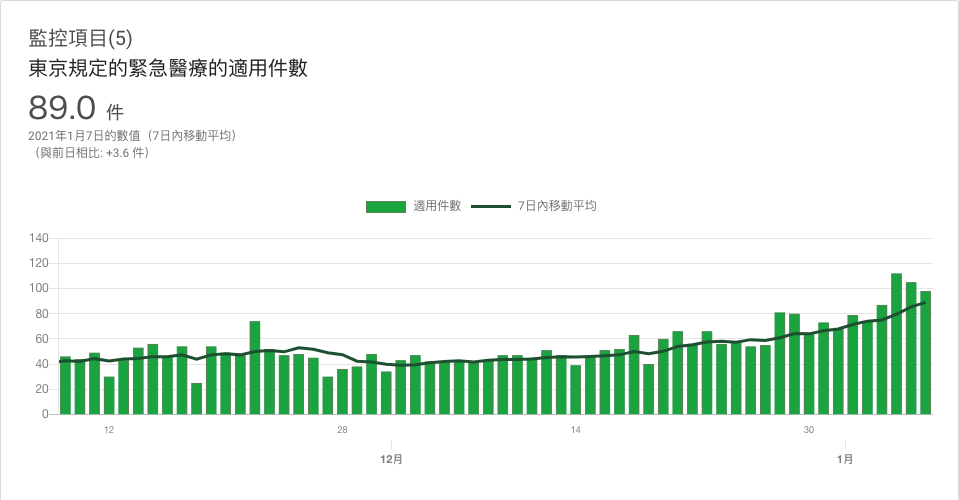 監控項目(5)
東京規定的緊急醫療的適用件數
89.0 件
2021年1月7日的數值（7日內移動平均）
（與前日相比: +3.6 件）
適用件數 7日內移動平均
140
120
100
80
60
40
20
0
12 28 14 30
12月 1月